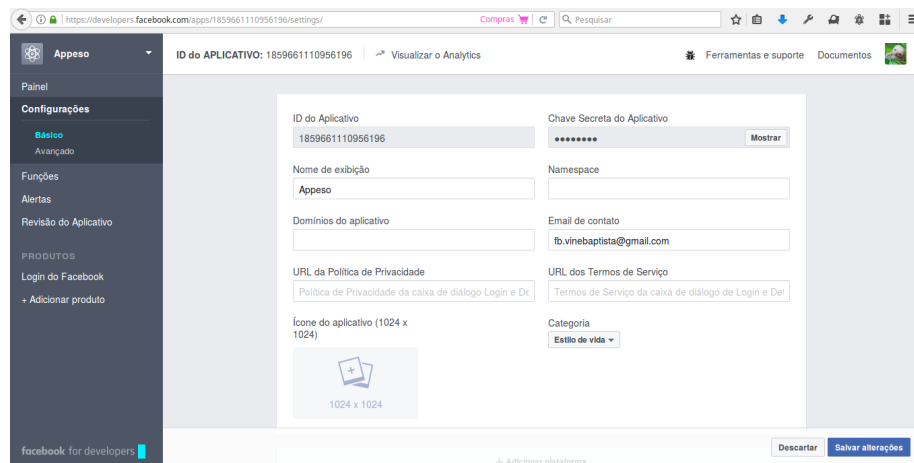 https://developers.facebook.com/apps/1859661110956196/settings/
Compras
Pesquisar
Appeso
ID do APLICATIVO: 1859661110956196
Visualizar o Analytics
Ferramentas e suporte
Documentos
Painel
Configurações
Básico
Avançado
Funções
Alertas
Revisão do Aplicativo
PRODUTOS
Login do Facebook
+ Adicionar produto
facebook for developers
ID do Aplicativo
1859661110956196
Chave Secreta do Aplicativo
●●●●●●●●
Mostrar
Nome de exibição
Appeso
Namespace
Domínios do aplicativo
Email de contato
fb.vinebaptista@gmail.com
URL da Política de Privacidade
Política de Privacidade da caixa de diálogo Login e De
URL dos Termos de Serviço
Termos de Serviço da caixa de diálogo de Login e Det
Ícone do aplicativo (1024 x
1024)
1024 x 1024
Categoria
Estilo de vida
+ Adicionar plataforma
Descartar
Salvar alterações